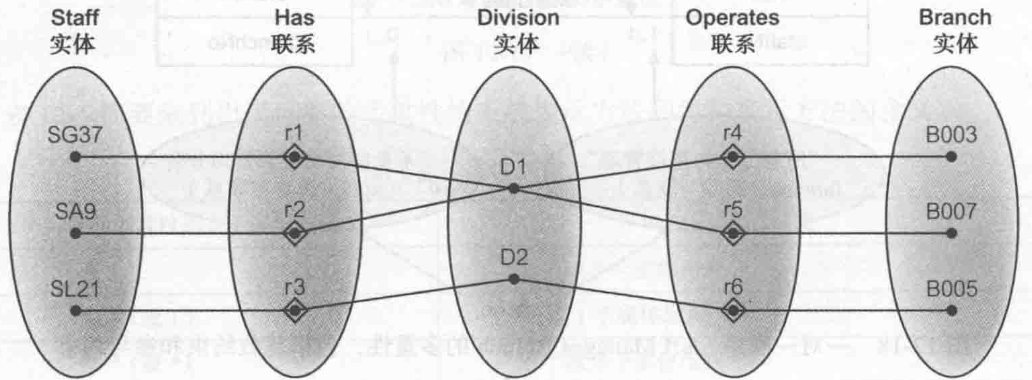 Staff Has Division Operates Branch
实体 联系 实体 联系 实体
SG37 r1 r4 B003
D1
SA9 r2 r5 B007
D2
SL21 r3 r6 B005